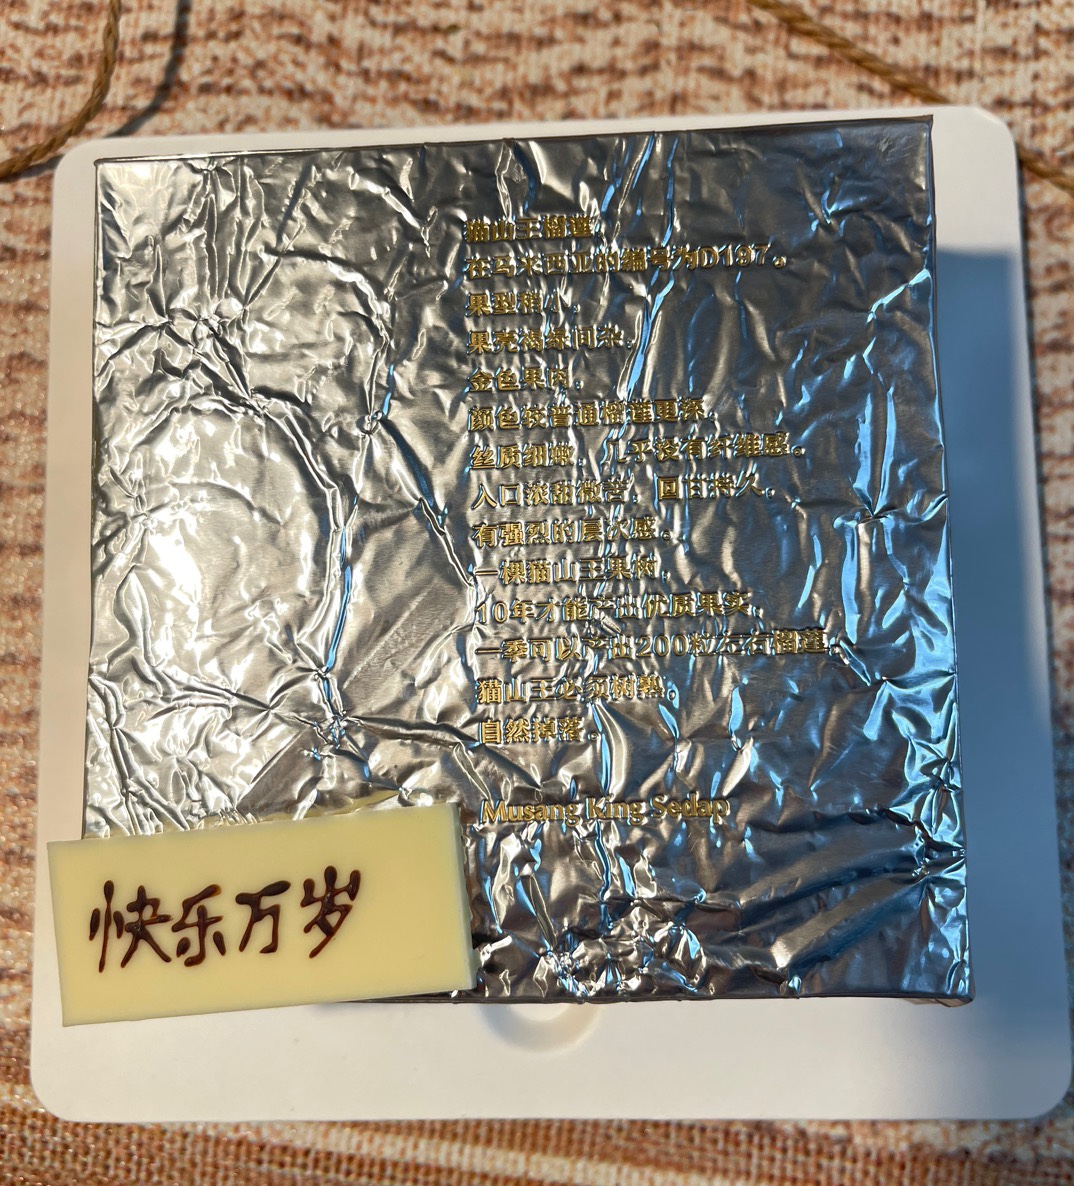 猫山王榴莲
在马来西亚的编号为D197。
果型稍小，
果壳褐绿间杂，
金色果肉，
颜色较普通榴莲更深，
丝质细嫩，几乎没有纤维感。
入口浓甜微苦，回甘持久，
有强烈的层次感。
一棵猫山王果树，
10年才能产出优质果实，
一季可以产出200粒左右榴莲。
猫山王必须树熟，
自然掉落。
Musang King Sedap
快乐万岁